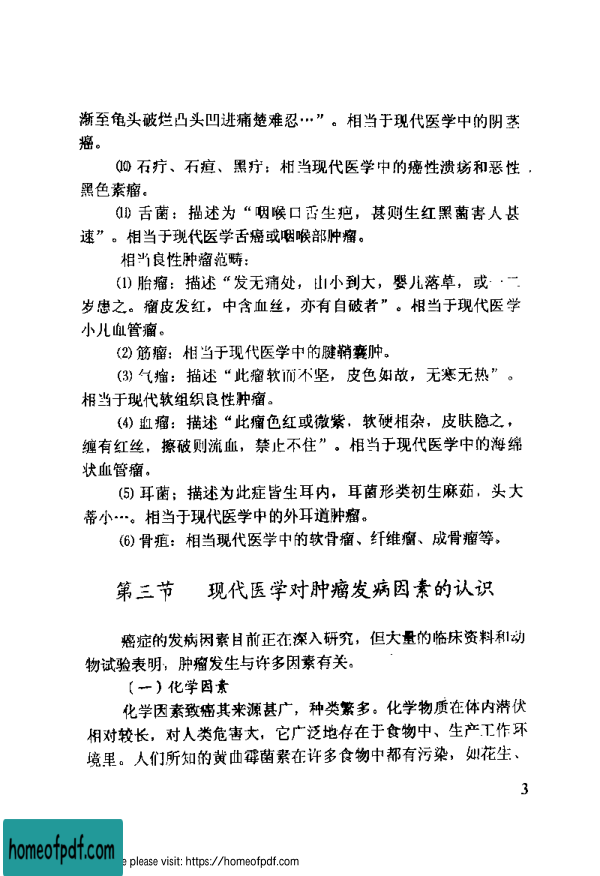 渐至龟头破烂凸头凹进痛楚难忍…”。相当于现代医学中的阴茎
癌。
⑽ 石疔、石疽、黑疔：相当现代医学中的癌性溃疡和恶性
黑色素瘤。
⑾ 舌菌：描述为“咽喉口舌生疤，甚则生红黑菌害人甚
速”。相当于现代医学舌癌或咽喉部肿瘤。
相当良性肿瘤范畴：
⑴ 胎瘤：描述“发无痛处，由小到大，婴儿落草，或一二
岁患之。瘤皮发红，中含血丝，亦有自破者”。相当于现代医学
小儿血管瘤。
⑵ 筋瘤：相当于现代医学中的腱鞘囊肿。
⑶ 气瘤：描述“此瘤软而不坚，皮色如故，无寒无热”。
相当于现代软组织良性肿瘤。
⑷ 血瘤：描述“此瘤色红或微紫，软硬相杂，皮肤隐之，
缠有红丝，擦破则流血，禁止不住”。相当于现代医学中的海绵
状血管瘤。
⑸ 耳菌：描述为此症皆生耳内，耳菌形类初生麻菇，头大
蒂小…。相当于现代医学中的外耳道肿瘤。
⑹ 骨疽：相当现代医学中的软骨瘤、纤维瘤、成骨瘤等。
第三节 现代医学对肿瘤发病因素的认识
癌症的发病因素目前正在深入研究，但大量的临床资料和动
物试验表明，肿瘤发生与许多因素有关。
（一）化学因素
化学因素致癌其来源甚广，种类繁多。化学物质在体内潜伏
相对较长，对人类危害大，它广泛地存在于食物中、生产工作环
境里。人们所知的黄曲霉菌素在许多食物中都有污染，如花生、
3
homeofpdf.com
e please visit: https://homeofpdf.com